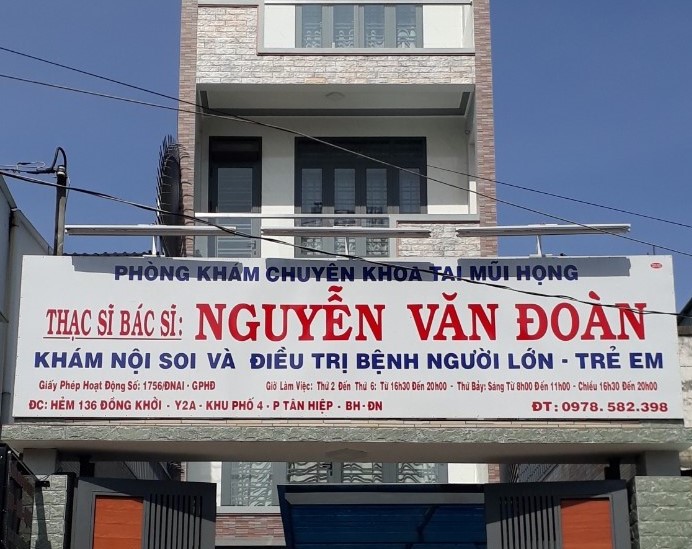 PHÒNG KHÁM CHUYÊN KHOA TAI MŨI HỌNG
THẠC SĨ BÁC SĨ: NGUYỄN VĂN ĐOÀN
KHÁM NỘI SOI VÀ ĐIỀU TRỊ BỆNH NGƯỜI LỚN - TRẺ EM
Giấy Phép Hoạt Động Số: 1756/ĐNAI - GPHĐ Giờ Làm Việc: Thứ 2 Đến Thứ 6: Từ 16h30 Đến 20h00 - Thứ Bảy: Sáng Từ 8h00 Đến 11h00 - Chiều 16h30 Đến 20h00
ĐC: HẺM 136 ĐỒNG KHỞI - Y2A - KHU PHỐ 4 - P TÂN HIỆP - BH-ĐN ĐT: 0978.582.398